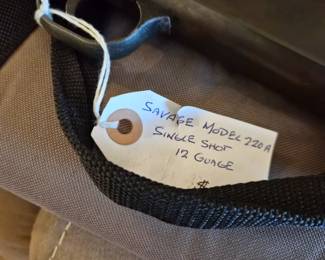 SAVAGE MODEL 220A
SINGLE SHOT
12 GUAGE
$